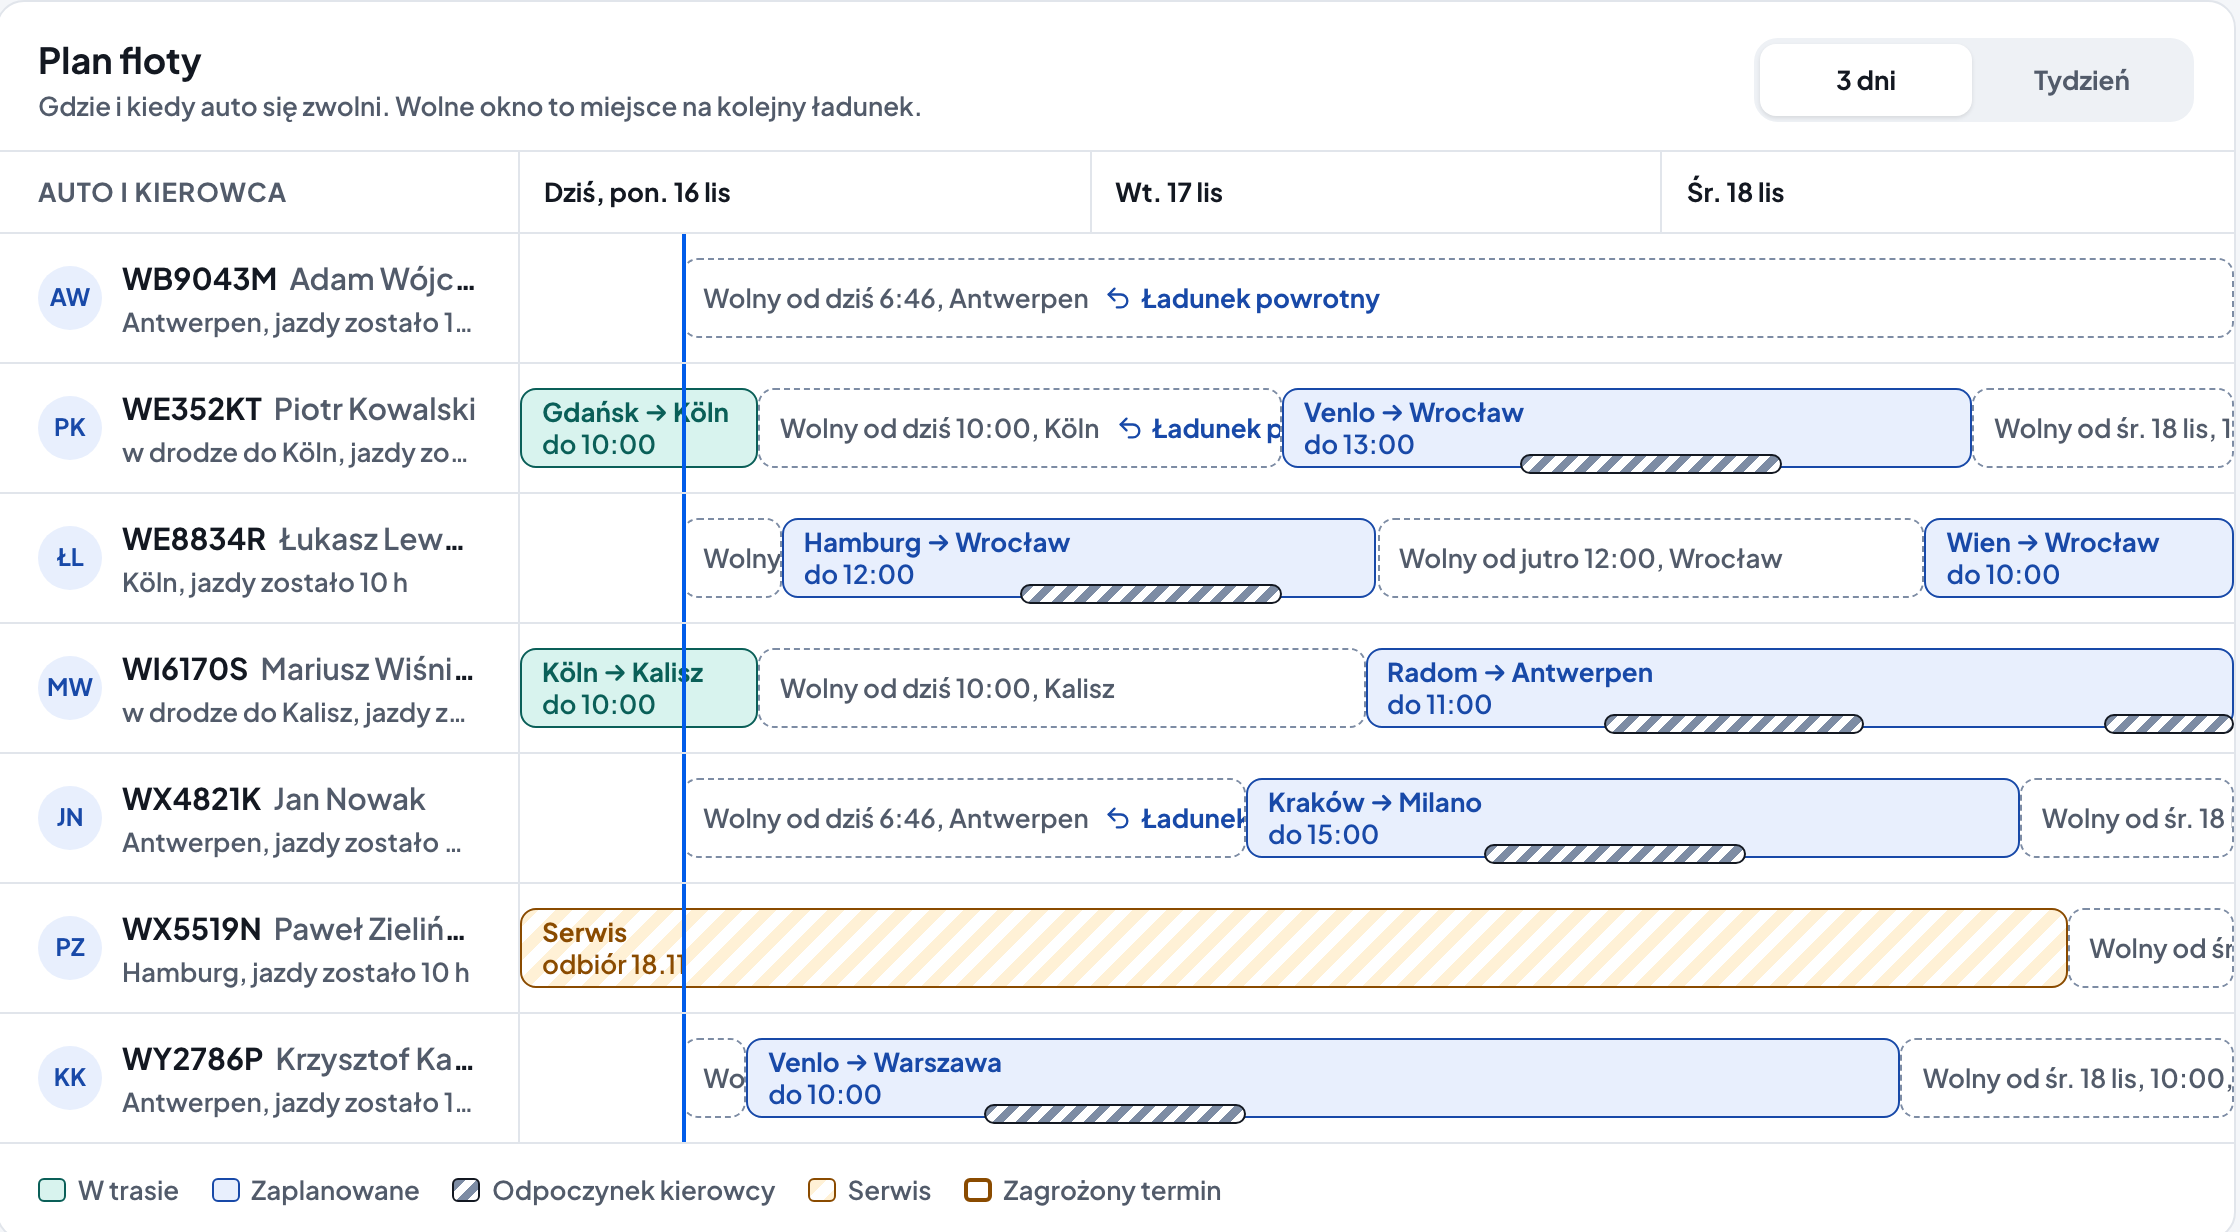 Plan floty
Gdzie i kiedy auto się zwolni. Wolne okno to miejsce na kolejny ładunek.
3 dni
Tydzień
AUTO I KIEROWCA
Dziś, pon. 16 lis
Wt. 17 lis
Śr. 18 lis
AW
WB9043M Adam Wójc...
Antwerpen, jazdy zostało 1...
Wolny od dziś 6:46, Antwerpen
Ładunek powrotny
PK
WE352KT Piotr Kowalski
w drodze do Köln, jazdy zo...
Gdańsk → Köln
do 10:00
Wolny od dziś 10:00, Köln
Ładunek p
Venlo → Wrocław
do 13:00
Wolny od śr. 18 lis, 1
ŁL
WE8834R Łukasz Lew...
Köln, jazdy zostało 10 h
Wolny
Hamburg → Wrocław
do 12:00
Wolny od jutro 12:00, Wrocław
Wien → Wrocław
do 10:00
MW
WI6170S Mariusz Wiśni...
w drodze do Kalisz, jazdy z...
Köln → Kalisz
do 10:00
Wolny od dziś 10:00, Kalisz
Radom → Antwerpen
do 11:00
JN
WX4821K Jan Nowak
Antwerpen, jazdy zostało ...
Wolny od dziś 6:46, Antwerpen
Ładunek
Kraków → Milano
do 15:00
Wolny od śr. 18
PZ
WX5519N Paweł Zieliń...
Hamburg, jazdy zostało 10 h
Serwis
odbiór 18.11
Wolny od śr
KK
WY2786P Krzysztof Ka...
Antwerpen, jazdy zostało 1...
Wo
Venlo → Warszawa
do 10:00
Wolny od śr. 18 lis, 10:00,
W trasie
Zaplanowane
Odpoczynek kierowcy
Serwis
Zagrożony termin